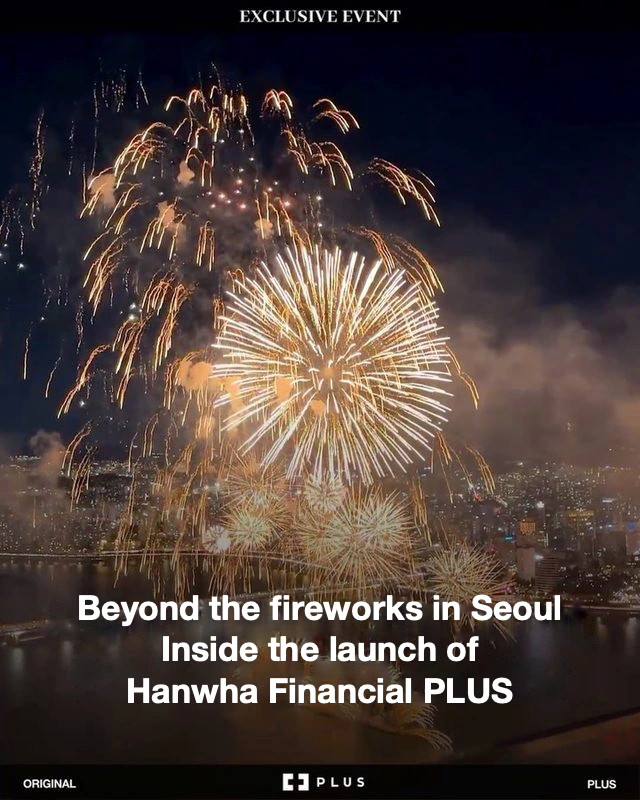 EXCLUSIVE EVENT
Beyond the fireworks in Seoul
Inside the launch of
Hanwha Financial PLUS
ORIGINAL
PLUS
PLUS